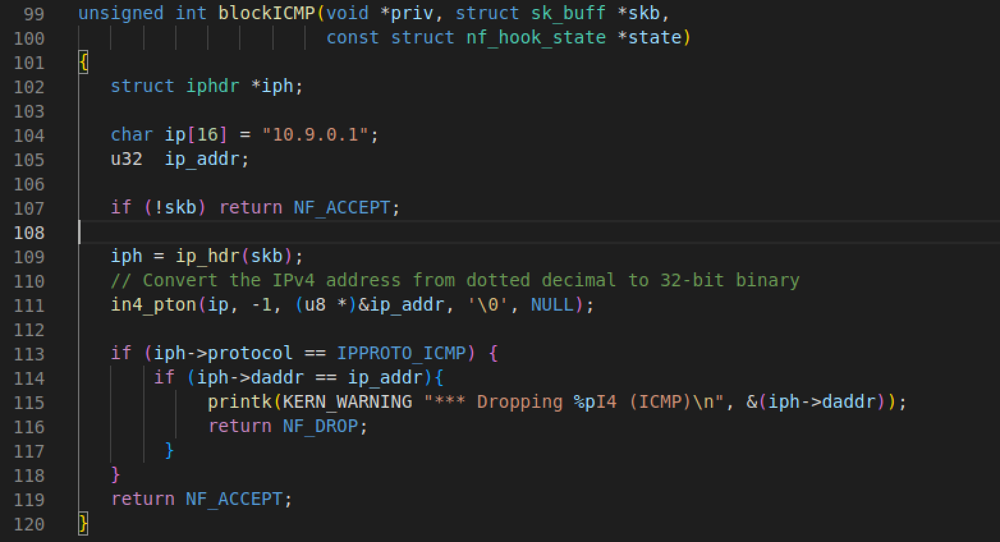 99 unsigned int blockICMP(void *priv, struct sk_buff *skb,
100                        const struct nf_hook_state *state)
101 {
102    struct iphdr *iph;
103
104    char ip[16] = "10.9.0.1";
105    u32  ip_addr;
106
107    if (!skb) return NF_ACCEPT;
108
109    iph = ip_hdr(skb);
110    // Convert the IPv4 address from dotted decimal to 32-bit binary
111    in4_pton(ip, -1, (u8 *)&ip_addr, '\0', NULL);
112
113    if (iph->protocol == IPPROTO_ICMP) {
114        if (iph->daddr == ip_addr){
115             printk(KERN_WARNING "*** Dropping %pI4 (ICMP)\n", &(iph->daddr));
116             return NF_DROP;
117         }
118    }
119    return NF_ACCEPT;
120 }